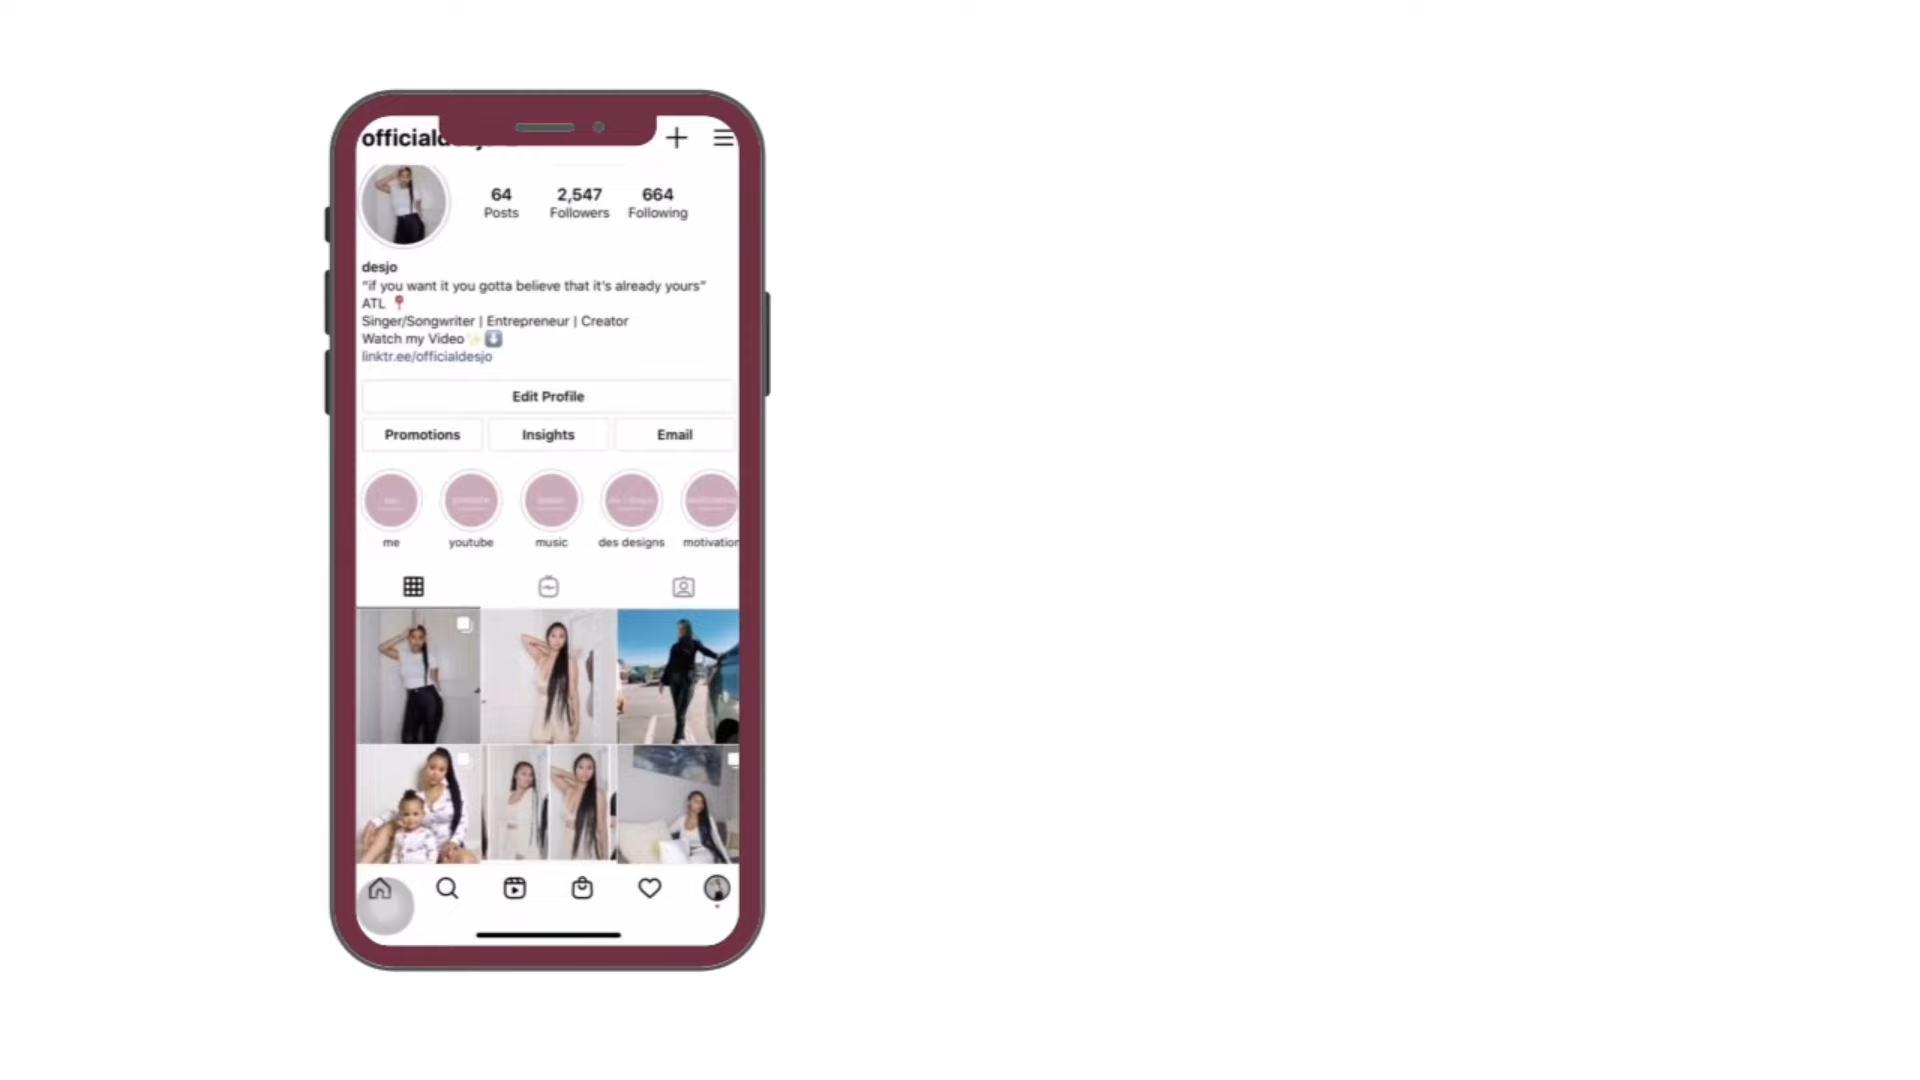 officiald
64 2,547 664
Posts Followers Following
desjo
"if you want it you gotta believe that it's already yours"
ATL 📍
Singer/Songwriter | Entrepreneur | Creator
Watch my Video ✨⬇️
linktr.ee/officialdesjo
Edit Profile
Promotions Insights Email
me youtube music des designs motivation